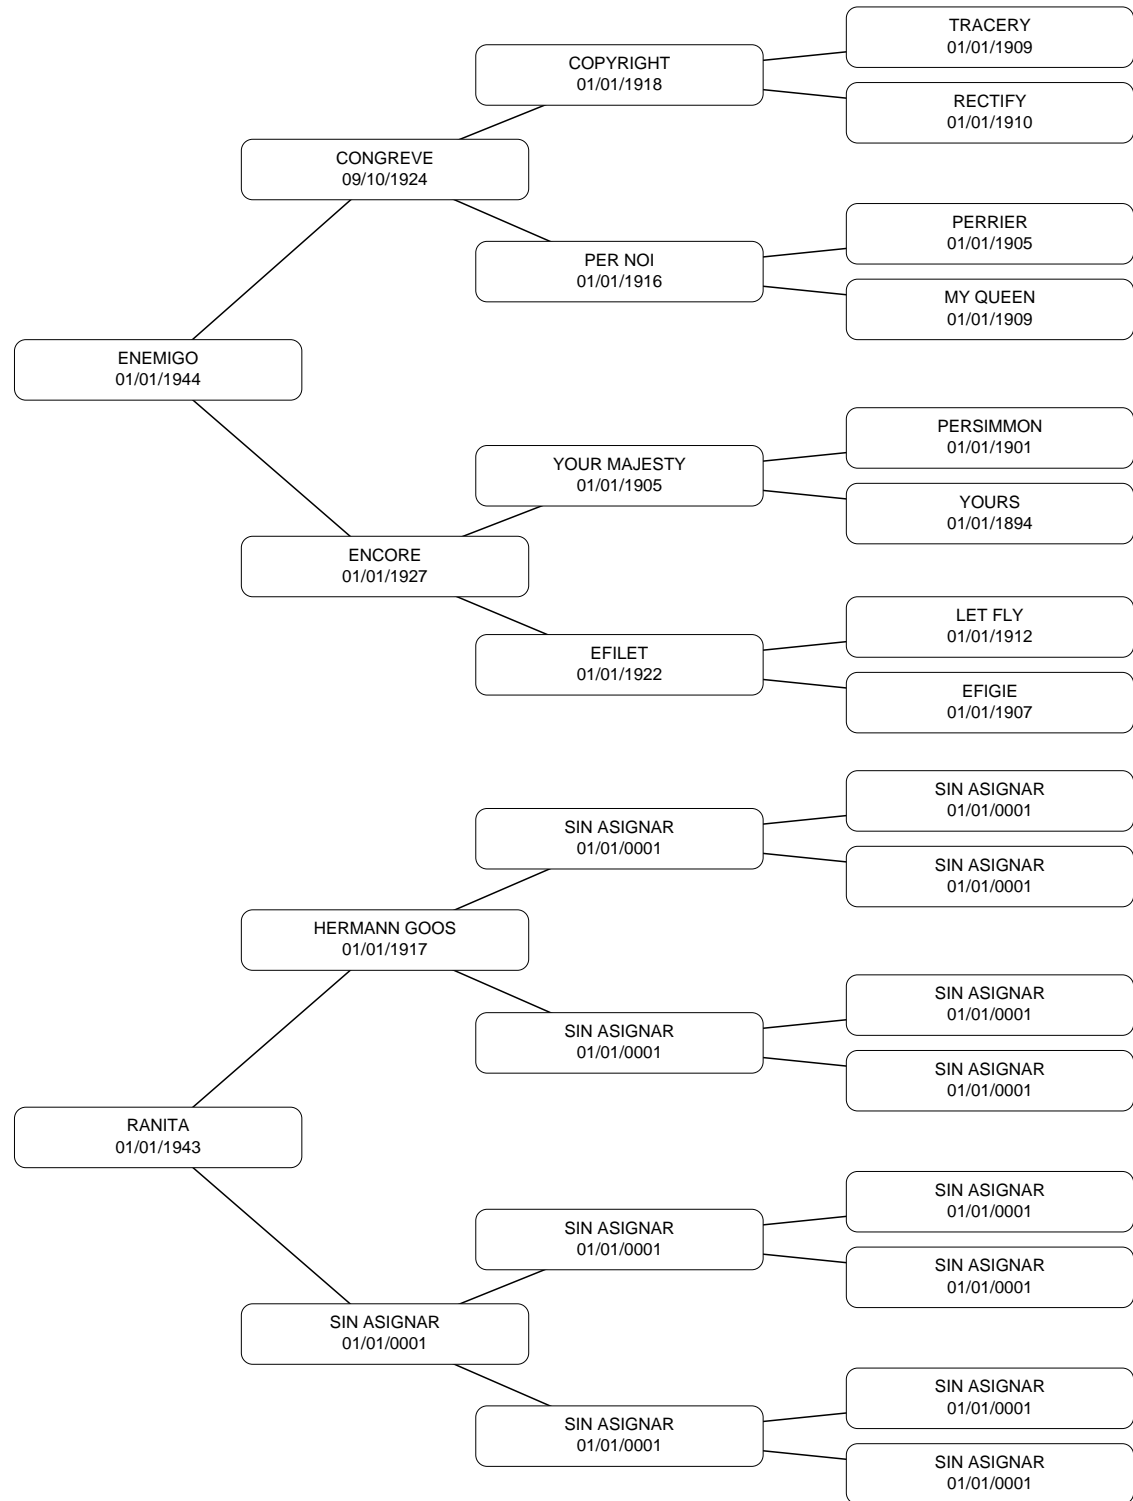 TRACERY
01/01/1909
COPYRIGHT
01/01/1918
RECTIFY
01/01/1910
CONGREVE
09/10/1924
PERRIER
01/01/1905
PER NOI
01/01/1916
MY QUEEN
01/01/1909
ENEMIGO
01/01/1944
PERSIMMON
01/01/1901
YOUR MAJESTY
01/01/1905
YOURS
01/01/1894
ENCORE
01/01/1927
LET FLY
01/01/1912
EFILET
01/01/1922
EFIGIE
01/01/1907
SIN ASIGNAR
01/01/0001
SIN ASIGNAR
01/01/0001
SIN ASIGNAR
01/01/0001
HERMANN GOOS
01/01/1917
SIN ASIGNAR
01/01/0001
SIN ASIGNAR
01/01/0001
SIN ASIGNAR
01/01/0001
RANITA
01/01/1943
SIN ASIGNAR
01/01/0001
SIN ASIGNAR
01/01/0001
SIN ASIGNAR
01/01/0001
SIN ASIGNAR
01/01/0001
SIN ASIGNAR
01/01/0001
SIN ASIGNAR
01/01/0001
SIN ASIGNAR
01/01/0001